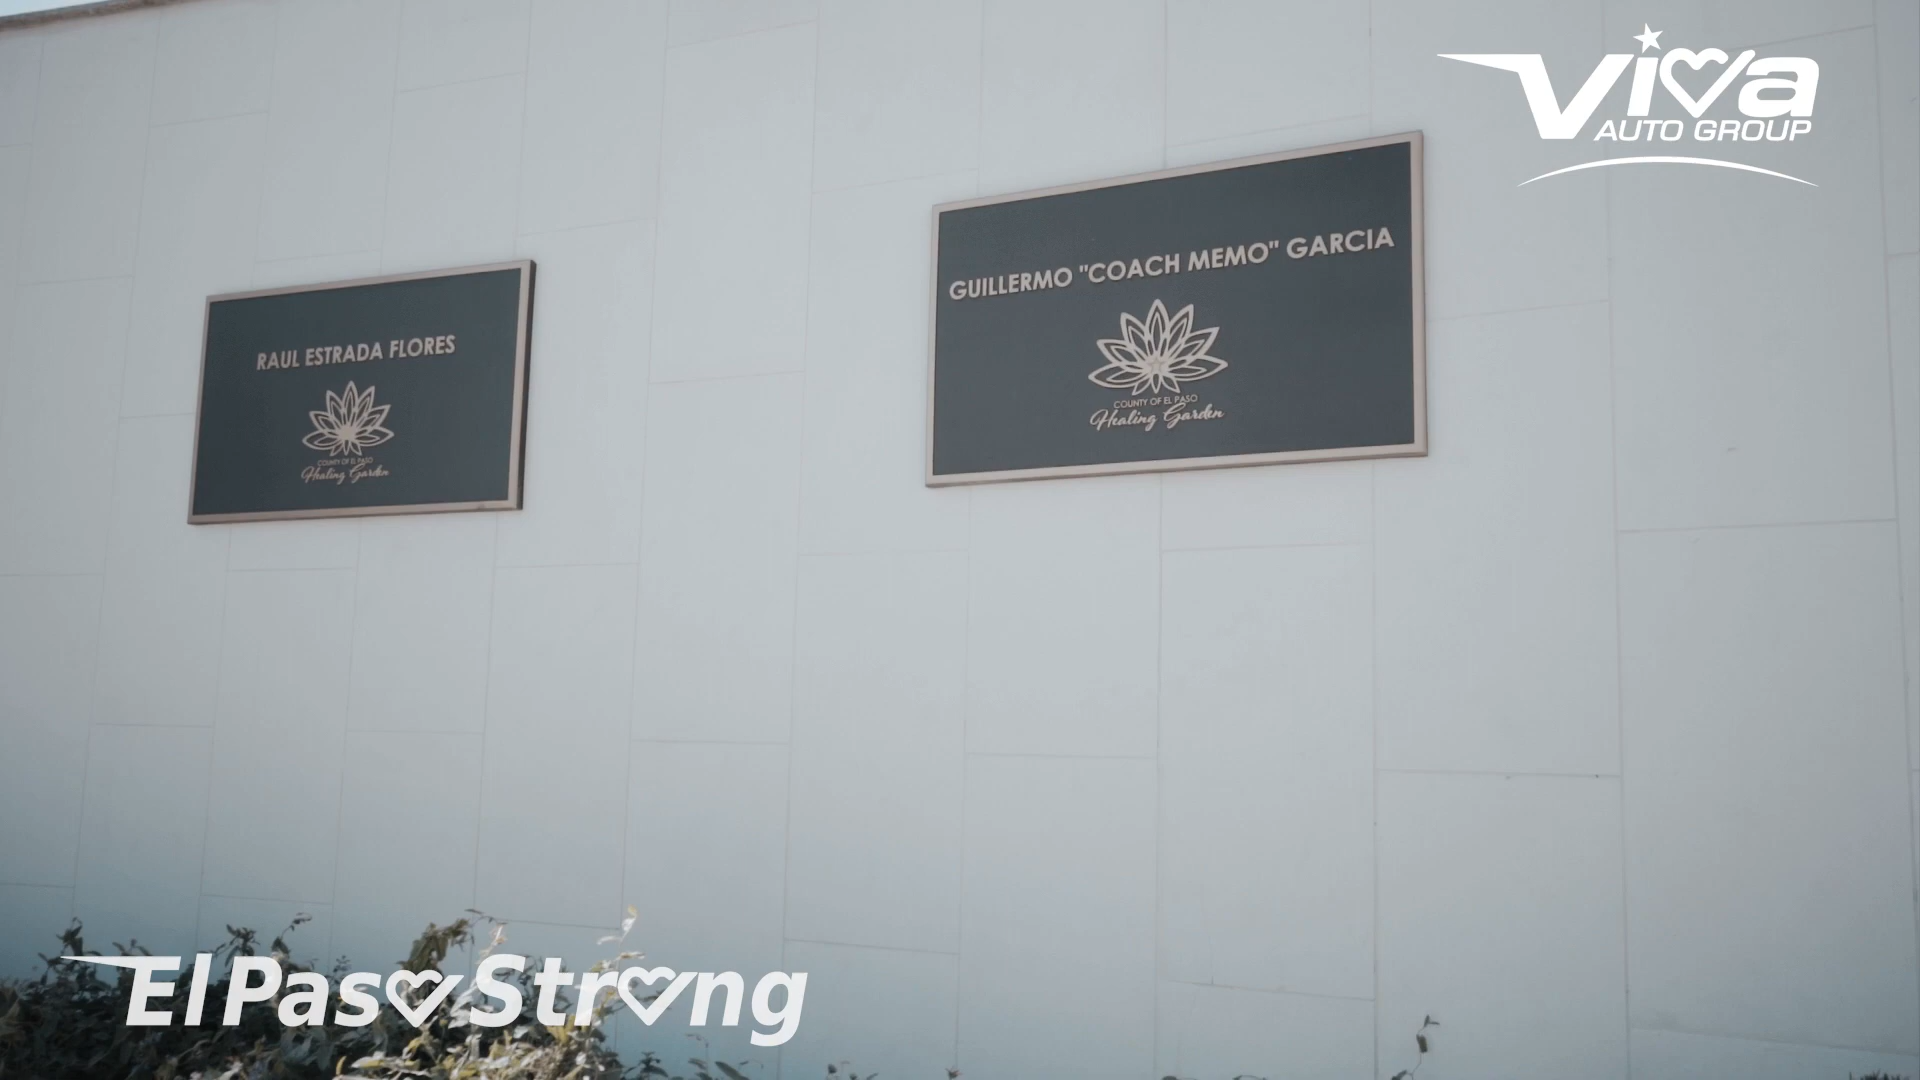 Viva
AUTO GROUP
RAUL ESTRADA FLORES
COUNTY OF EL PASO
Healing Garden
GUILLERMO "COACH MEMO" GARCIA
COUNTY OF EL PASO
Healing Garden
El Paso Strong